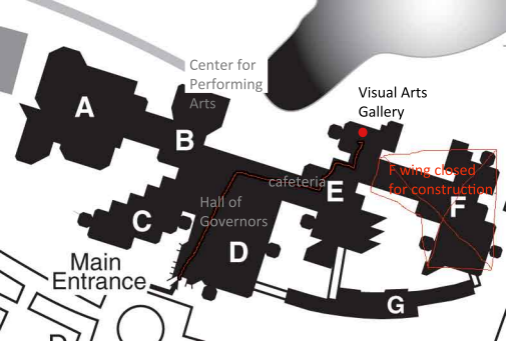 Center for
Performing
Arts
Visual Arts
Gallery
A
B
cafeteria
E
F wing closed
for construction
F
Hall of
Governors
C
D
Main
Entrance
G